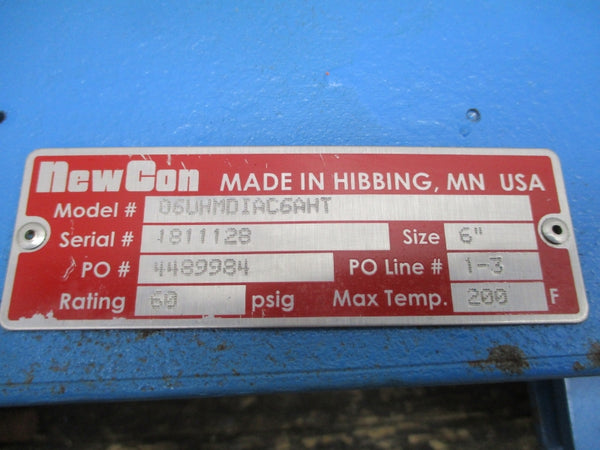 NewCon MADE IN HIBBING, MN USA
Model # 06UHMDIAC6AHT
Serial # 1811128 Size 6"
PO # 4489984 PO Line # 1-3
Rating 60 psig Max Temp. 200 F